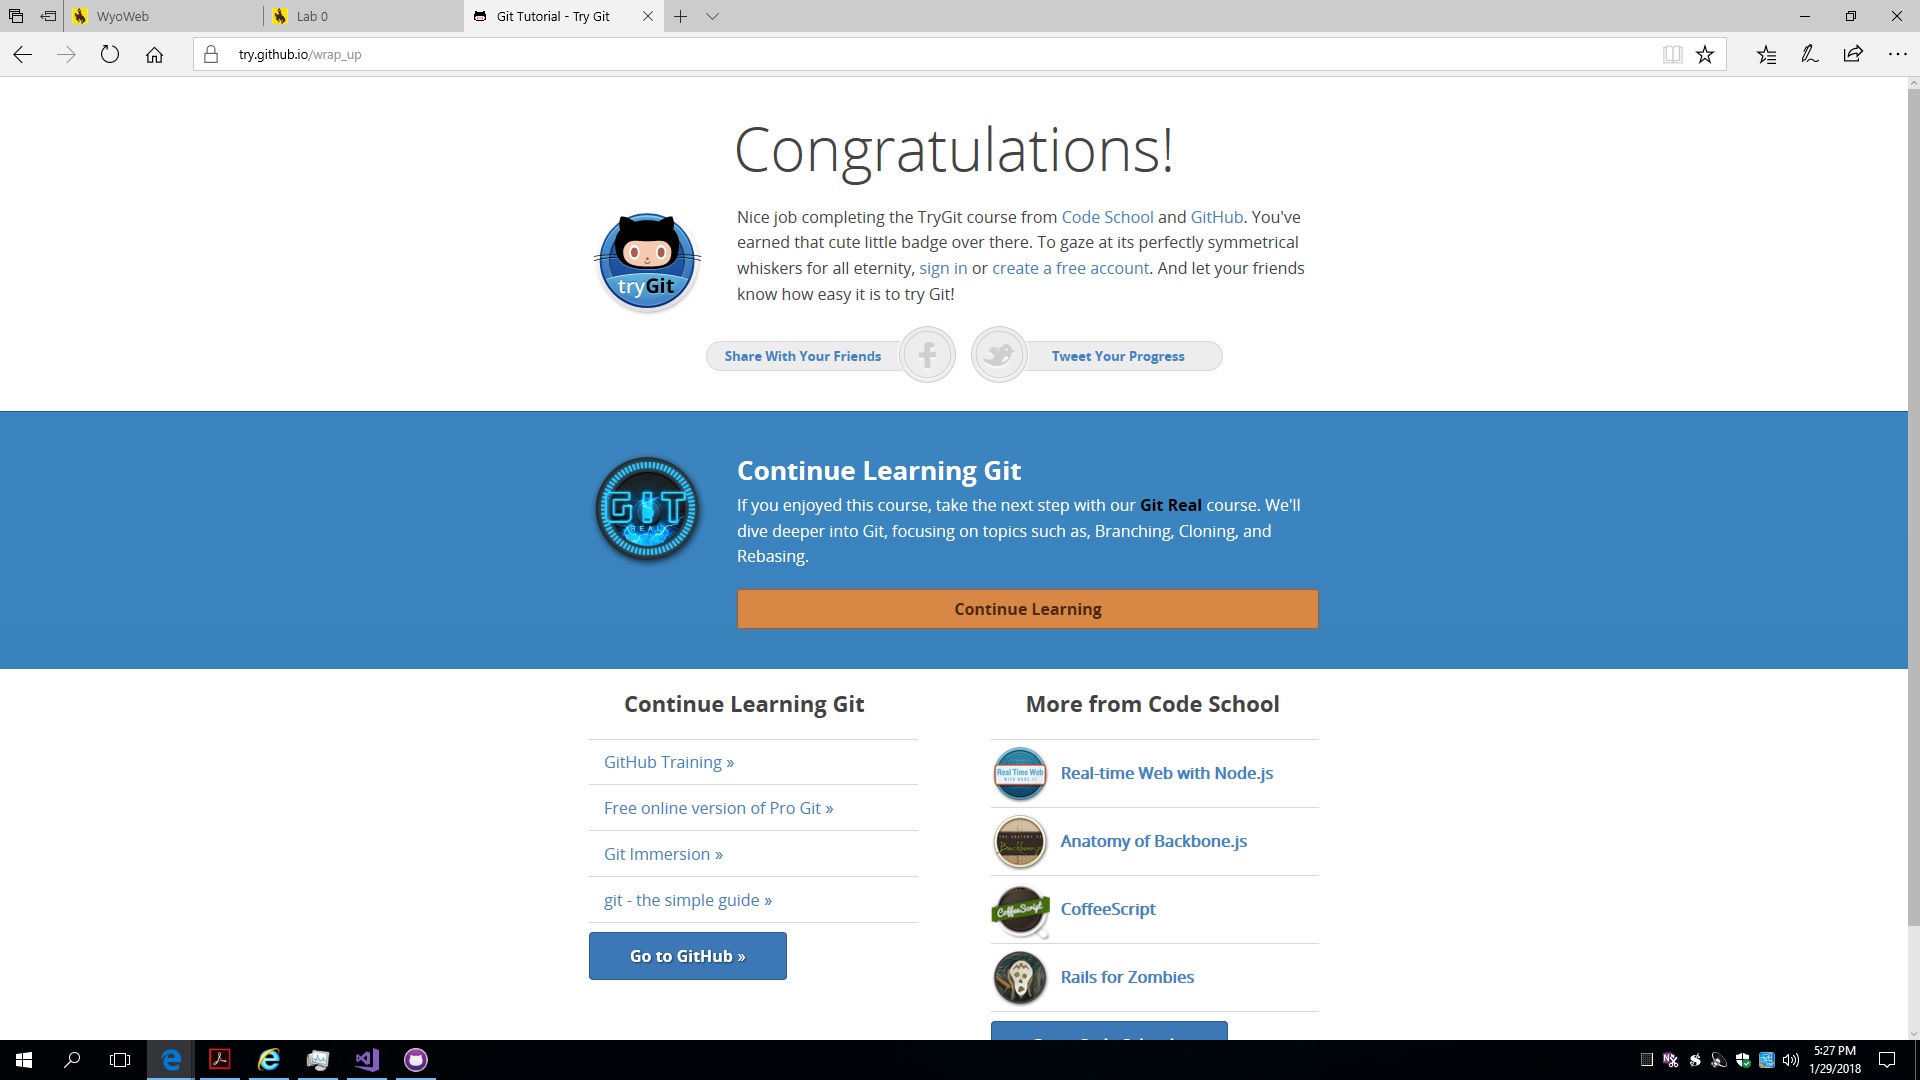 WyoWeb
Lab 0
Git Tutorial - Try Git
try.github.io/wrap_up
Congratulations!
Nice job completing the TryGit course from Code School and GitHub. You've
earned that cute little badge over there. To gaze at its perfectly symmetrical
whiskers for all eternity, sign in or create a free account. And let your friends
know how easy it is to try Git!
tryGit
Share With Your Friends
Tweet Your Progress
GIT
REAL
Continue Learning Git
If you enjoyed this course, take the next step with our Git Real course. We'll
dive deeper into Git, focusing on topics such as, Branching, Cloning, and
Rebasing.
Continue Learning
Continue Learning Git
GitHub Training »
Free online version of Pro Git »
Git Immersion »
git - the simple guide »
Go to GitHub »
More from Code School
Real Time Web
WITH NODE.JS
Real-time Web with Node.js
Anatomy of Backbone.js
CoffeeScript
CoffeeScript
Rails for Zombies
5:27 PM
1/29/2018